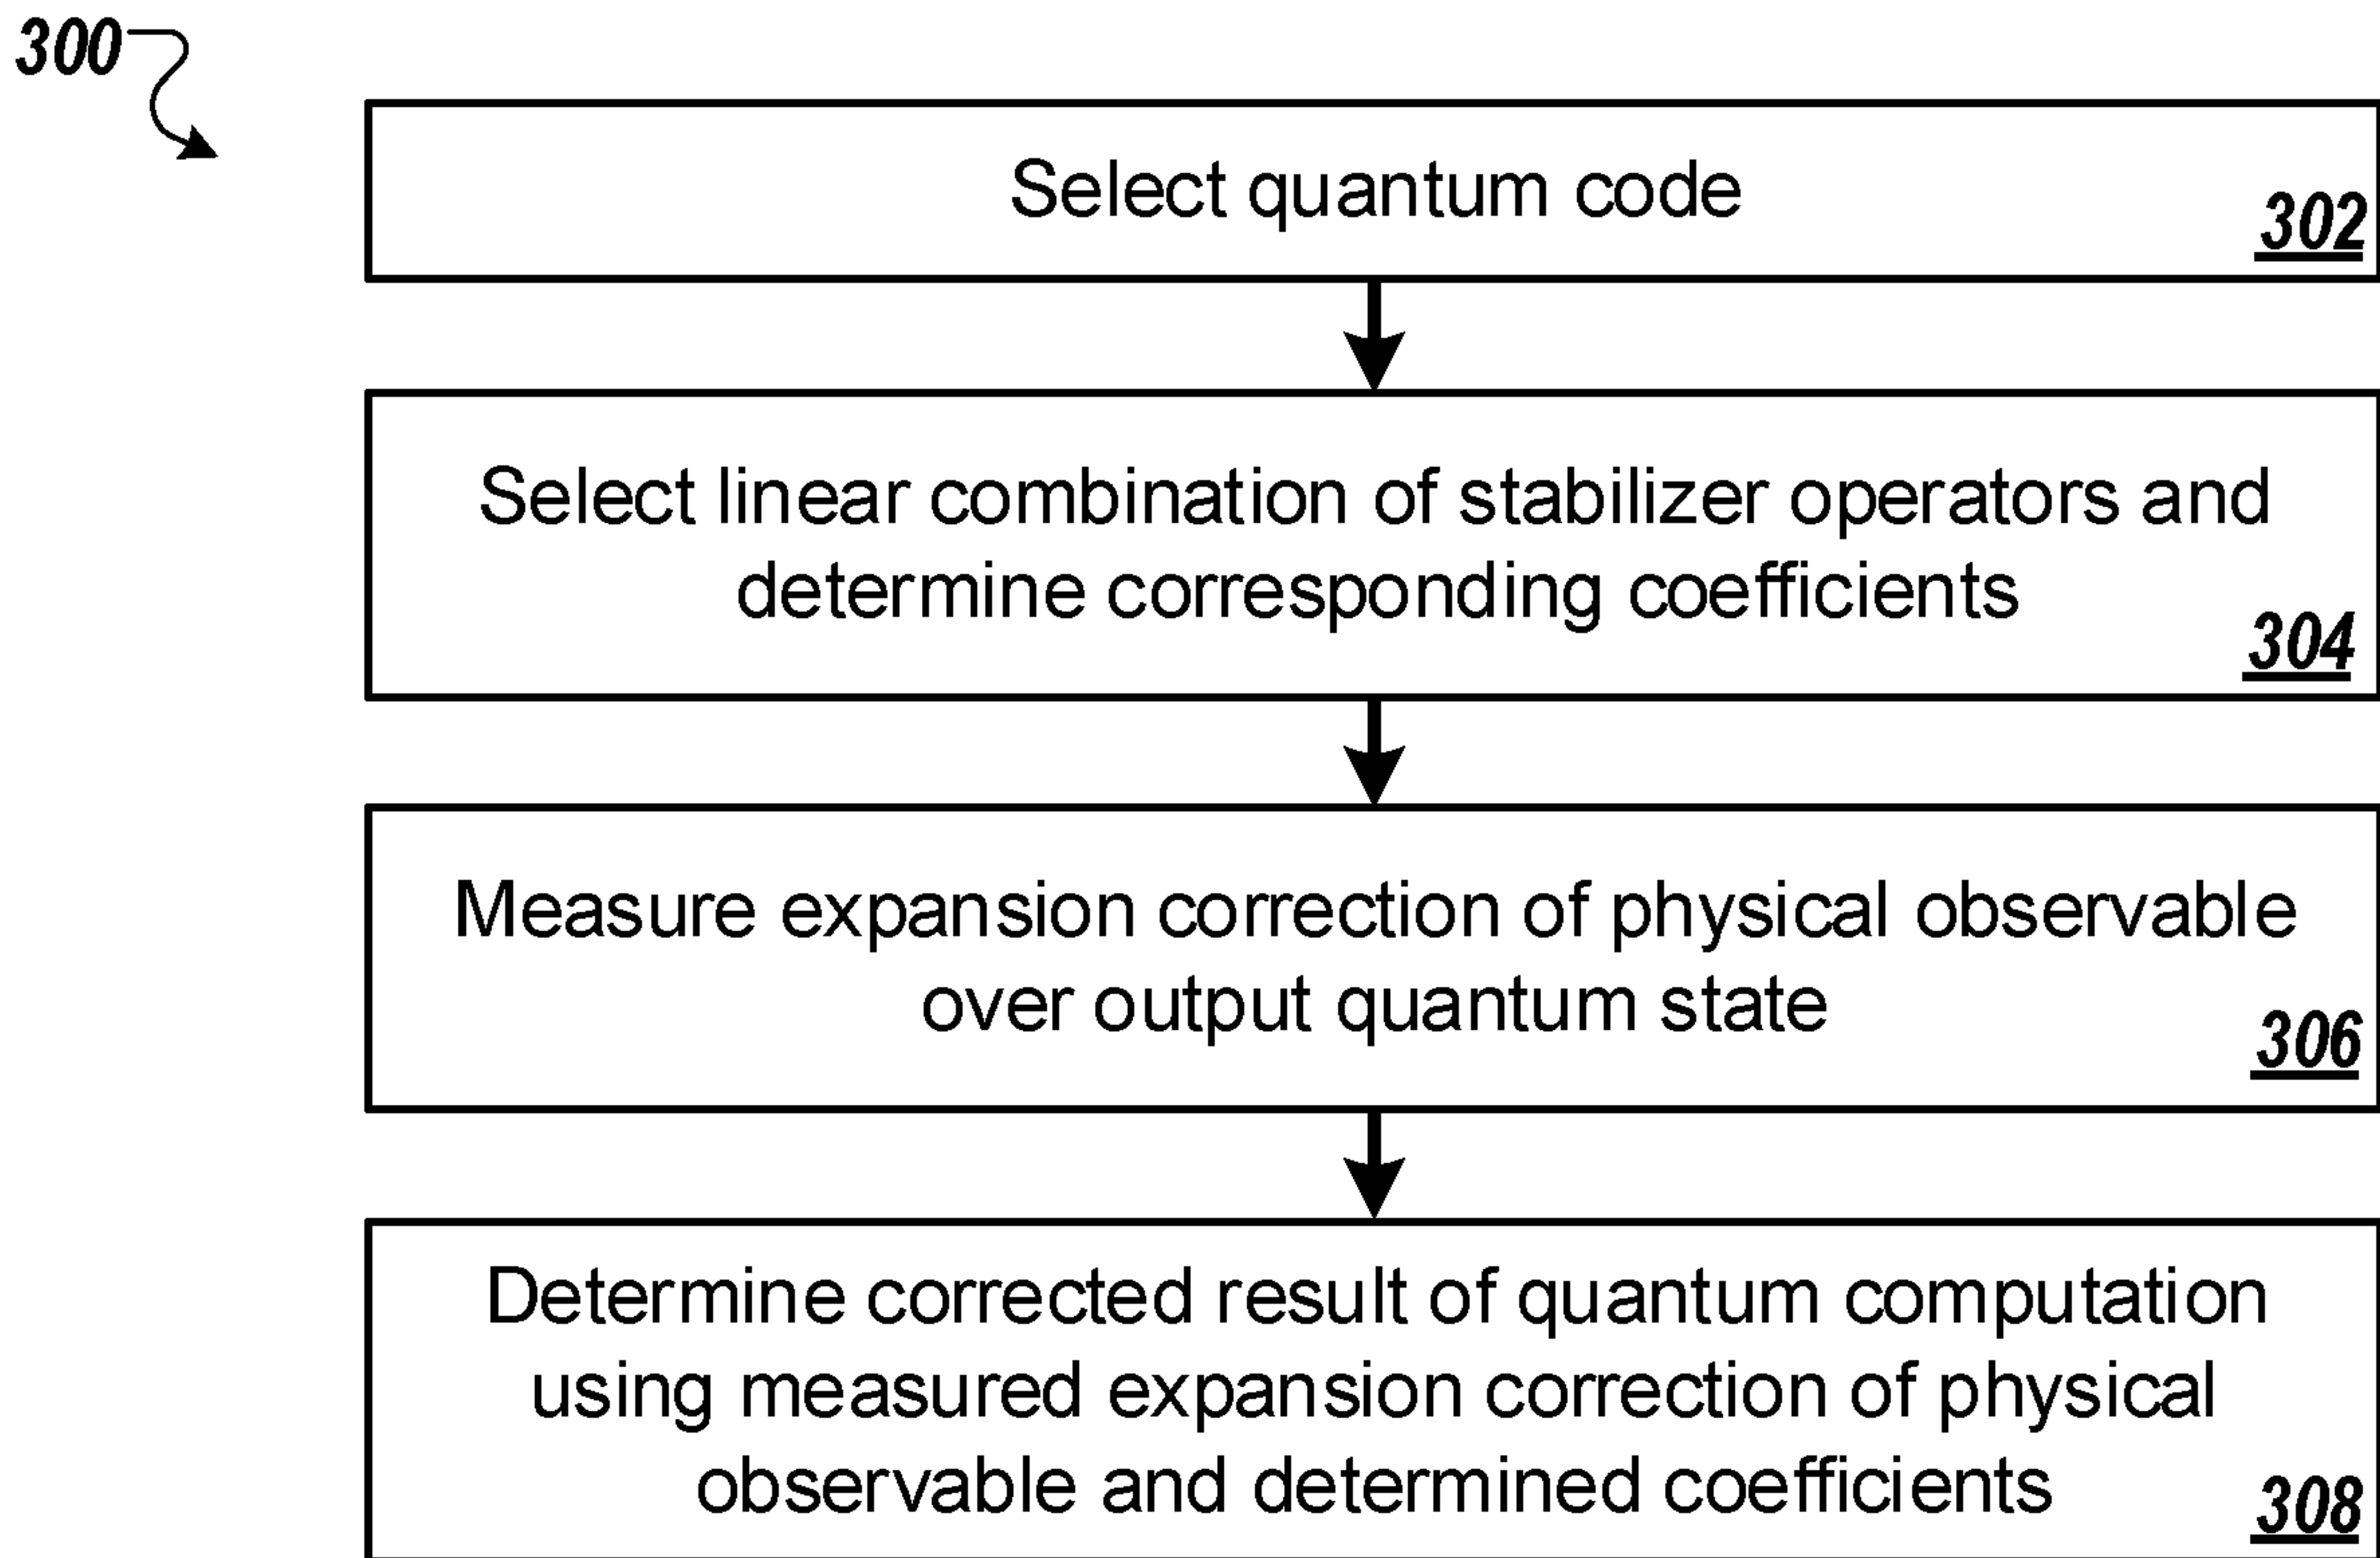 300
Select quantum code
302
Select linear combination of stabilizer operators and
determine corresponding coefficients
304
Measure expansion correction of physical observable
over output quantum state
306
Determine corrected result of quantum computation
using measured expansion correction of physical
observable and determined coefficients
308